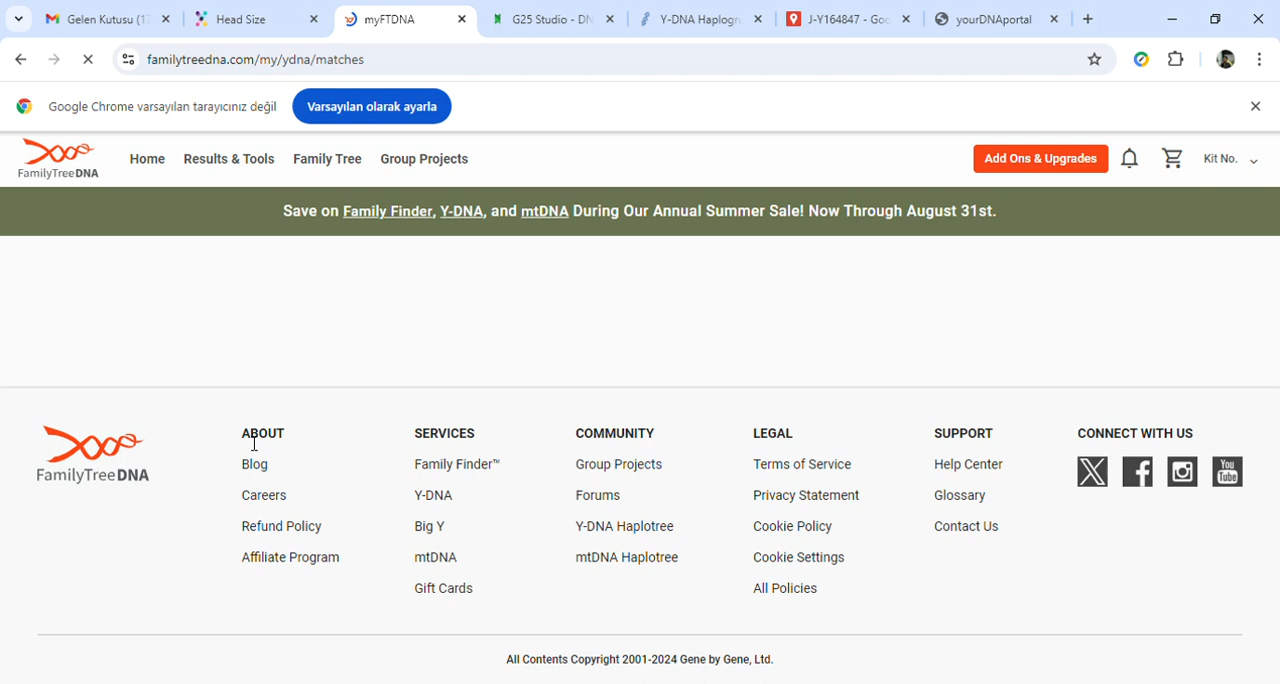 Gelen Kutusu (17
Head Size
myFTDNA
G25 Studio - DN
Y-DNA Haplogru
J-Y164847 - Goo
yourDNAportal
familytreedna.com/my/ydna/matches
Google Chrome varsayılan tarayıcınız değil
Varsayılan olarak ayarla
FamilyTreeDNA
Home
Results & Tools
Family Tree
Group Projects
Add Ons & Upgrades
Kit No.
Save on Family Finder, Y-DNA, and mtDNA During Our Annual Summer Sale! Now Through August 31st.
FamilyTreeDNA
ABOUT
Blog
Careers
Refund Policy
Affiliate Program
SERVICES
Family Finder™
Y-DNA
Big Y
mtDNA
Gift Cards
COMMUNITY
Group Projects
Forums
Y-DNA Haplotree
mtDNA Haplotree
LEGAL
Terms of Service
Privacy Statement
Cookie Policy
Cookie Settings
All Policies
SUPPORT
Help Center
Glossary
Contact Us
CONNECT WITH US
You
Tube
All Contents Copyright 2001-2024 Gene by Gene, Ltd.